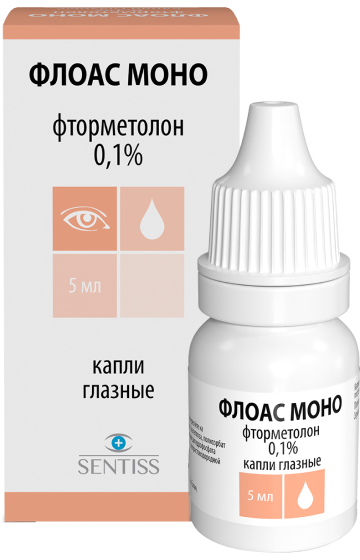 ФЛОАС МОНО
фторметолон
0,1%
5 мл
капли
глазные
SENTISS
ФЛОАС МОНО
фторметолон
0,1%
капли глазные
5 мл